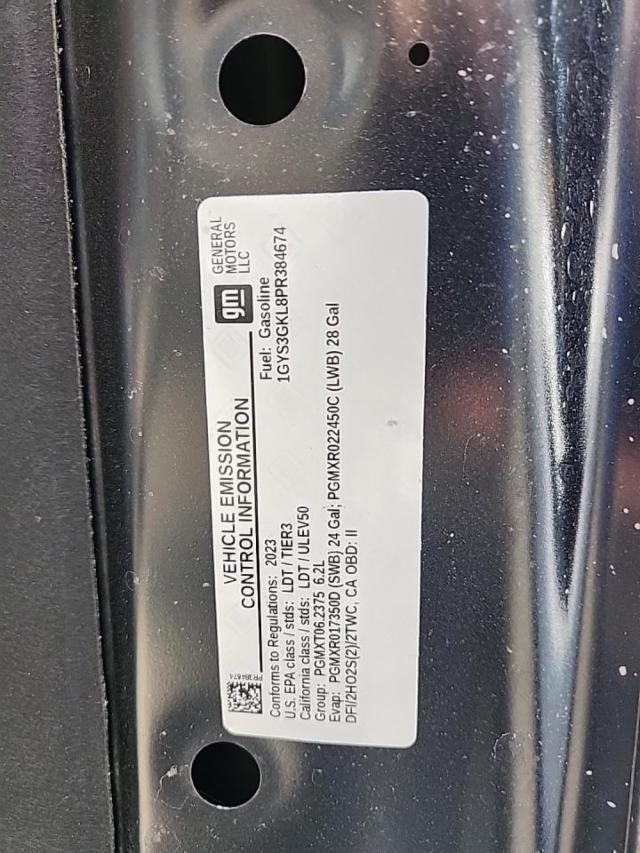 PR384674
VEHICLE EMISSION
CONTROL INFORMATION
gm
GENERAL
MOTORS
LLC
Conforms to Regulations: 2023
Fuel: Gasoline
U.S. EPA class / stds: LDT / TIER3
1GYS3GKL8PR384674
California class / stds: LDT / ULEV50
Group: PGMXT06.2375 6.2L
Evap: PGMXR017350D (SWB) 24 Gal; PGMXR022450C (LWB) 28 Gal
DFI/2HO2S(2)/2TWC, CA OBD: II